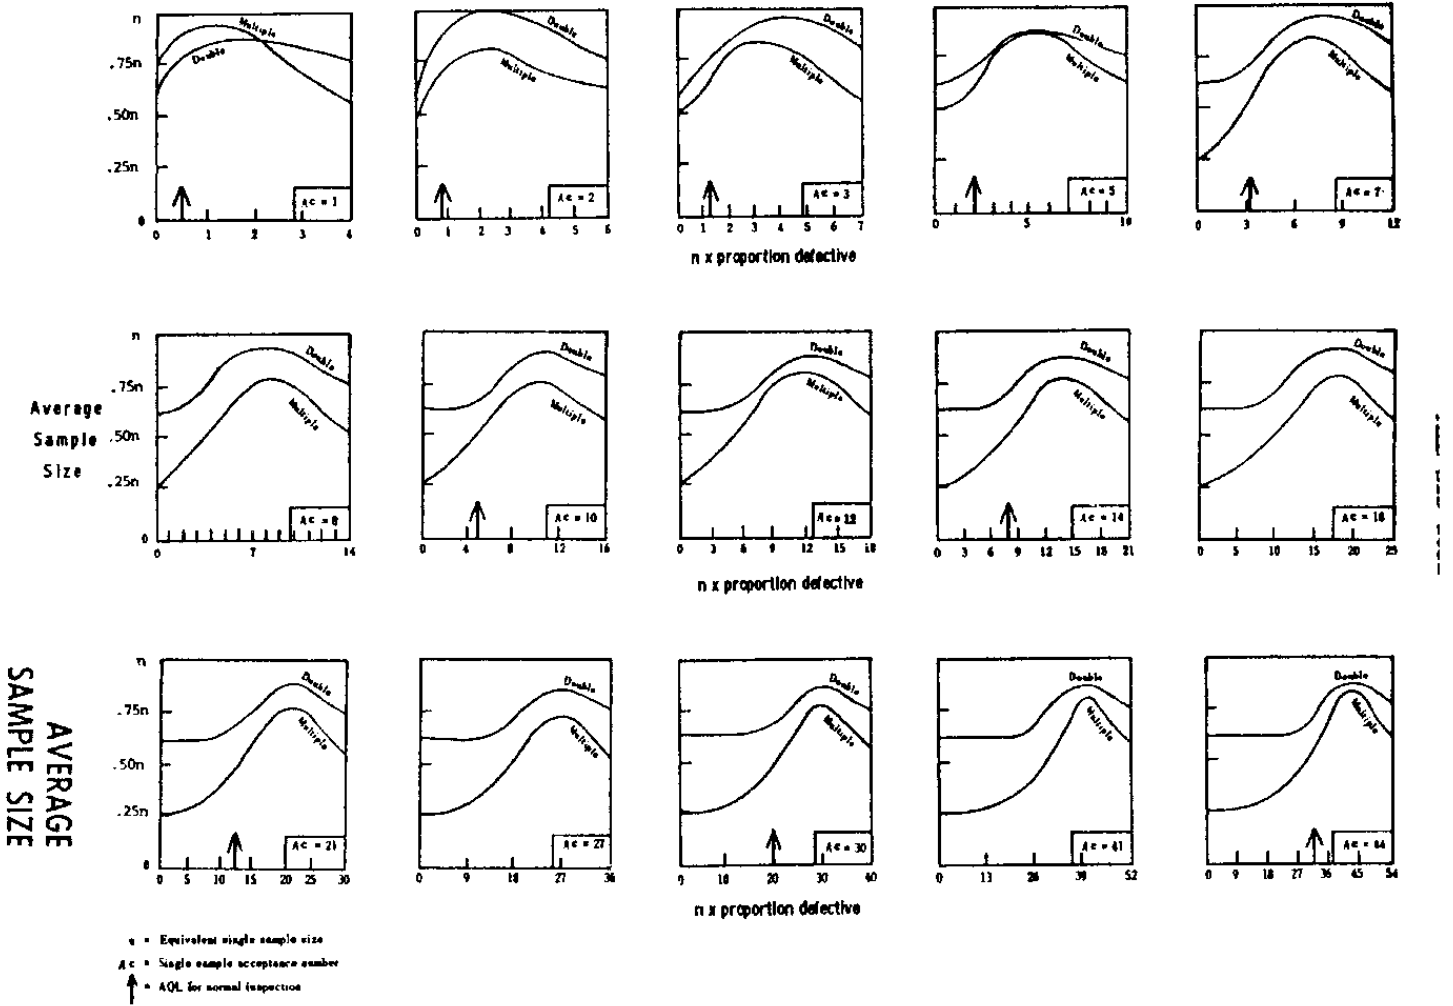 n
.75n
.50n
.25n
0
Multiple
Double
Ac = 1
0 1 2 3 4
Double
Multiple
Ac = 2
0 1 2 3 4 5 6
Double
Multiple
Ac = 3
0 1 2 3 4 5 6 7
n x proportion defective
Double
Multiple
Ac = 5
0 5 10
Double
Multiple
Ac = 7
0 3 6 9 12
Average
Sample
Size
n
.75n
.50n
.25n
0
Double
Multiple
Ac = 8
0 7 14
Double
Multiple
Ac = 10
0 4 8 12 16
Double
Multiple
Ac = 12
0 3 6 9 12 15 18
n x proportion defective
Double
Multiple
Ac = 14
0 3 6 9 12 15 18 21
Double
Multiple
Ac = 18
0 5 10 15 20 25
AVERAGE
SAMPLE SIZE
n
.75n
.50n
.25n
0
Double
Multiple
Ac = 21
0 5 10 15 20 25 30
Double
Multiple
Ac = 27
0 9 18 27 36
Double
Multiple
Ac = 30
0 10 20 30 40
n x proportion defective
Double
Multiple
Ac = 41
0 13 26 39 52
Double
Multiple
Ac = 44
0 9 18 27 36 45 54
n = Equivalent single sample size
Ac = Single sample acceptance number
↑ = AQL for normal inspection